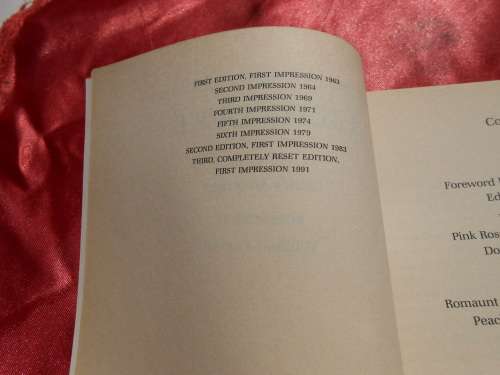 FIRST EDITION, FIRST IMPRESSION 1963
SECOND IMPRESSION 1964
THIRD IMPRESSION 1969
FOURTH IMPRESSION 1971
FIFTH IMPRESSION 1974
SIXTH IMPRESSION 1979
SECOND EDITION, FIRST IMPRESSION 1983
THIRD, COMPLETELY RESET EDITION,
FIRST IMPRESSION 1991
Co
Foreword
Ed
Pink Ros
Do
Romaunt
Peac